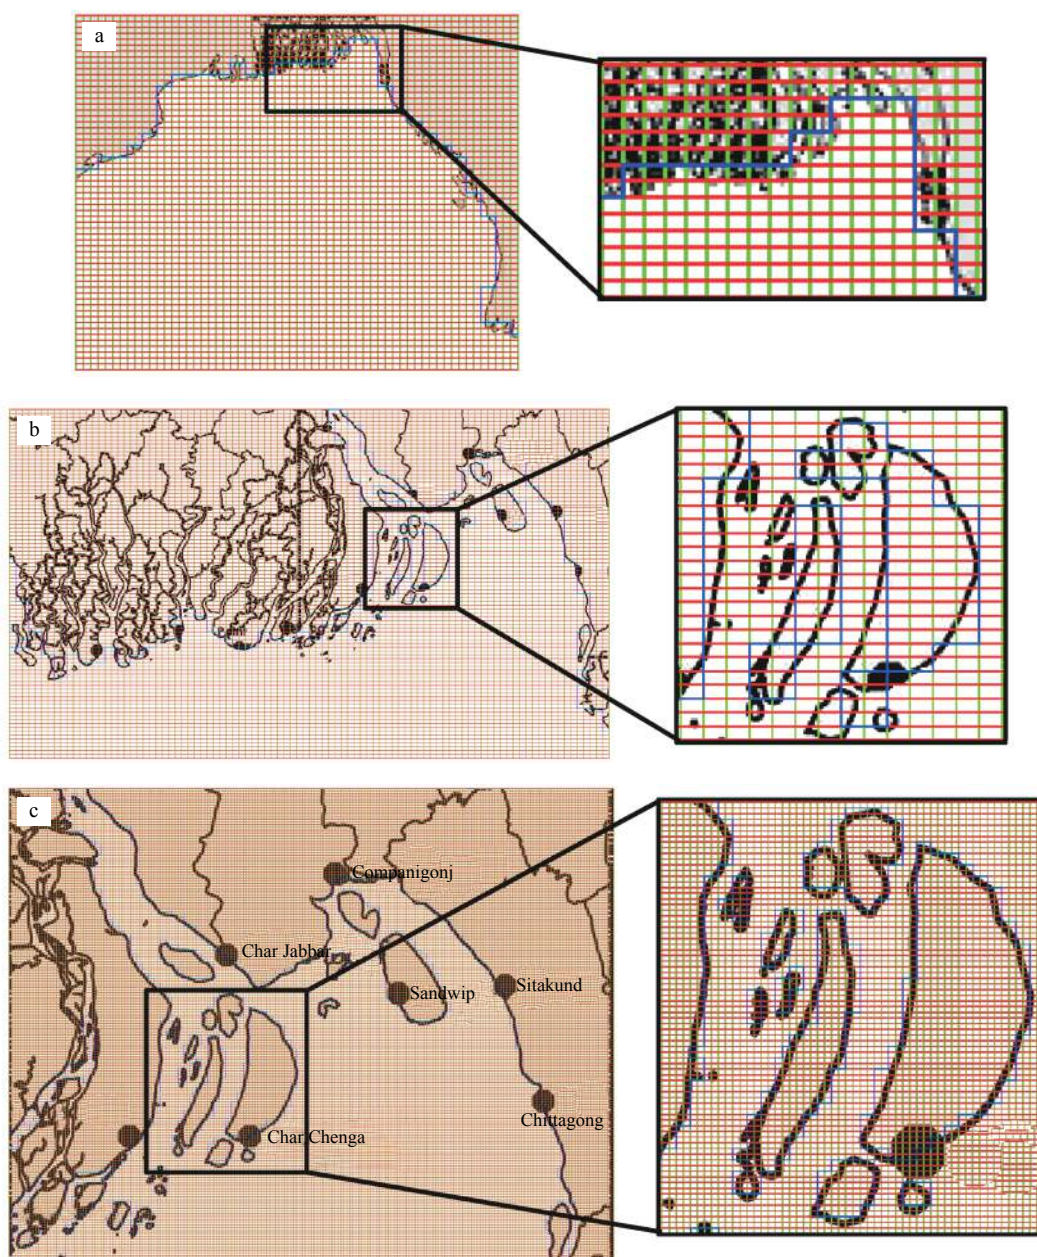 a
b
c
Companigonj
Char Jabbar
Sandwip
Sitakund
Chittagong
Char Chenga